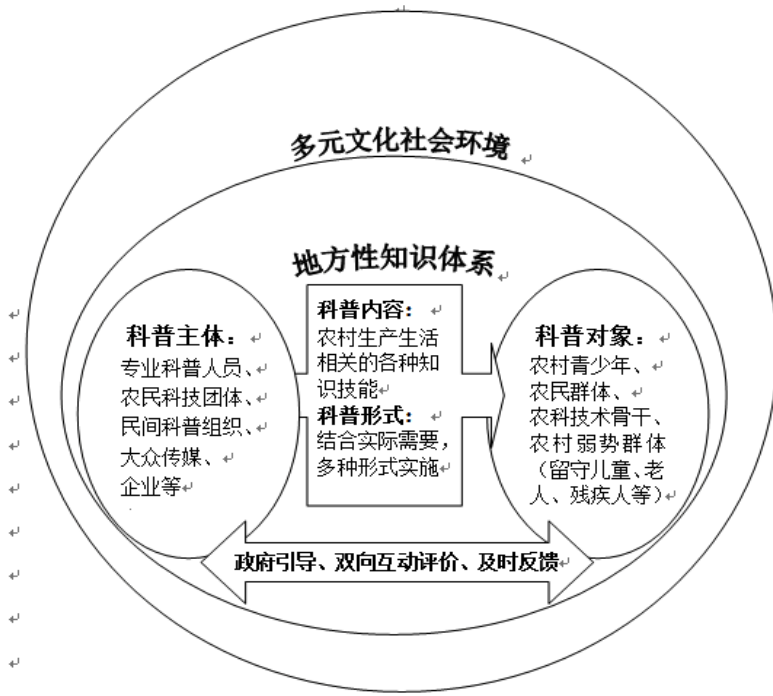 多元文化社会环境
地方性知识体系
科普主体：
专业科普人员、
农民科技团体、
民间科普组织、
大众传媒、
企业等
科普内容：
农村生产生活
相关的各种知
识技能
科普形式：
结合实际需要，
多种形式实施
科普对象：
农村青少年、
农民群体、
农科技术骨干、
农村弱势群体
（留守儿童、老
人、残疾人等）
政府引导、双向互动评价、及时反馈